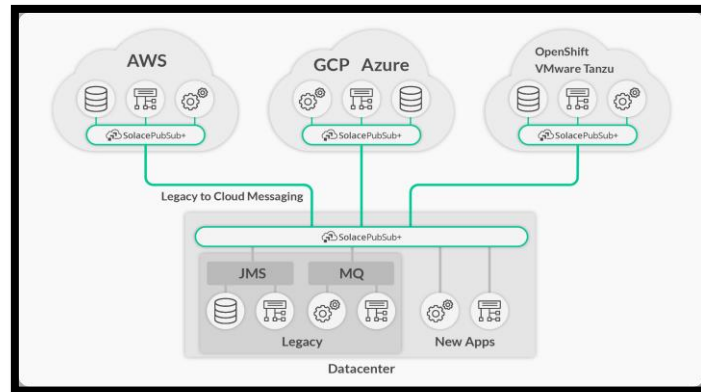 AWS
GCP Azure
OpenShift
VMware Tanzu
SolacePubSub+
SolacePubSub+
SolacePubSub+
Legacy to Cloud Messaging
SolacePubSub+
JMS
MQ
Legacy
New Apps
Datacenter